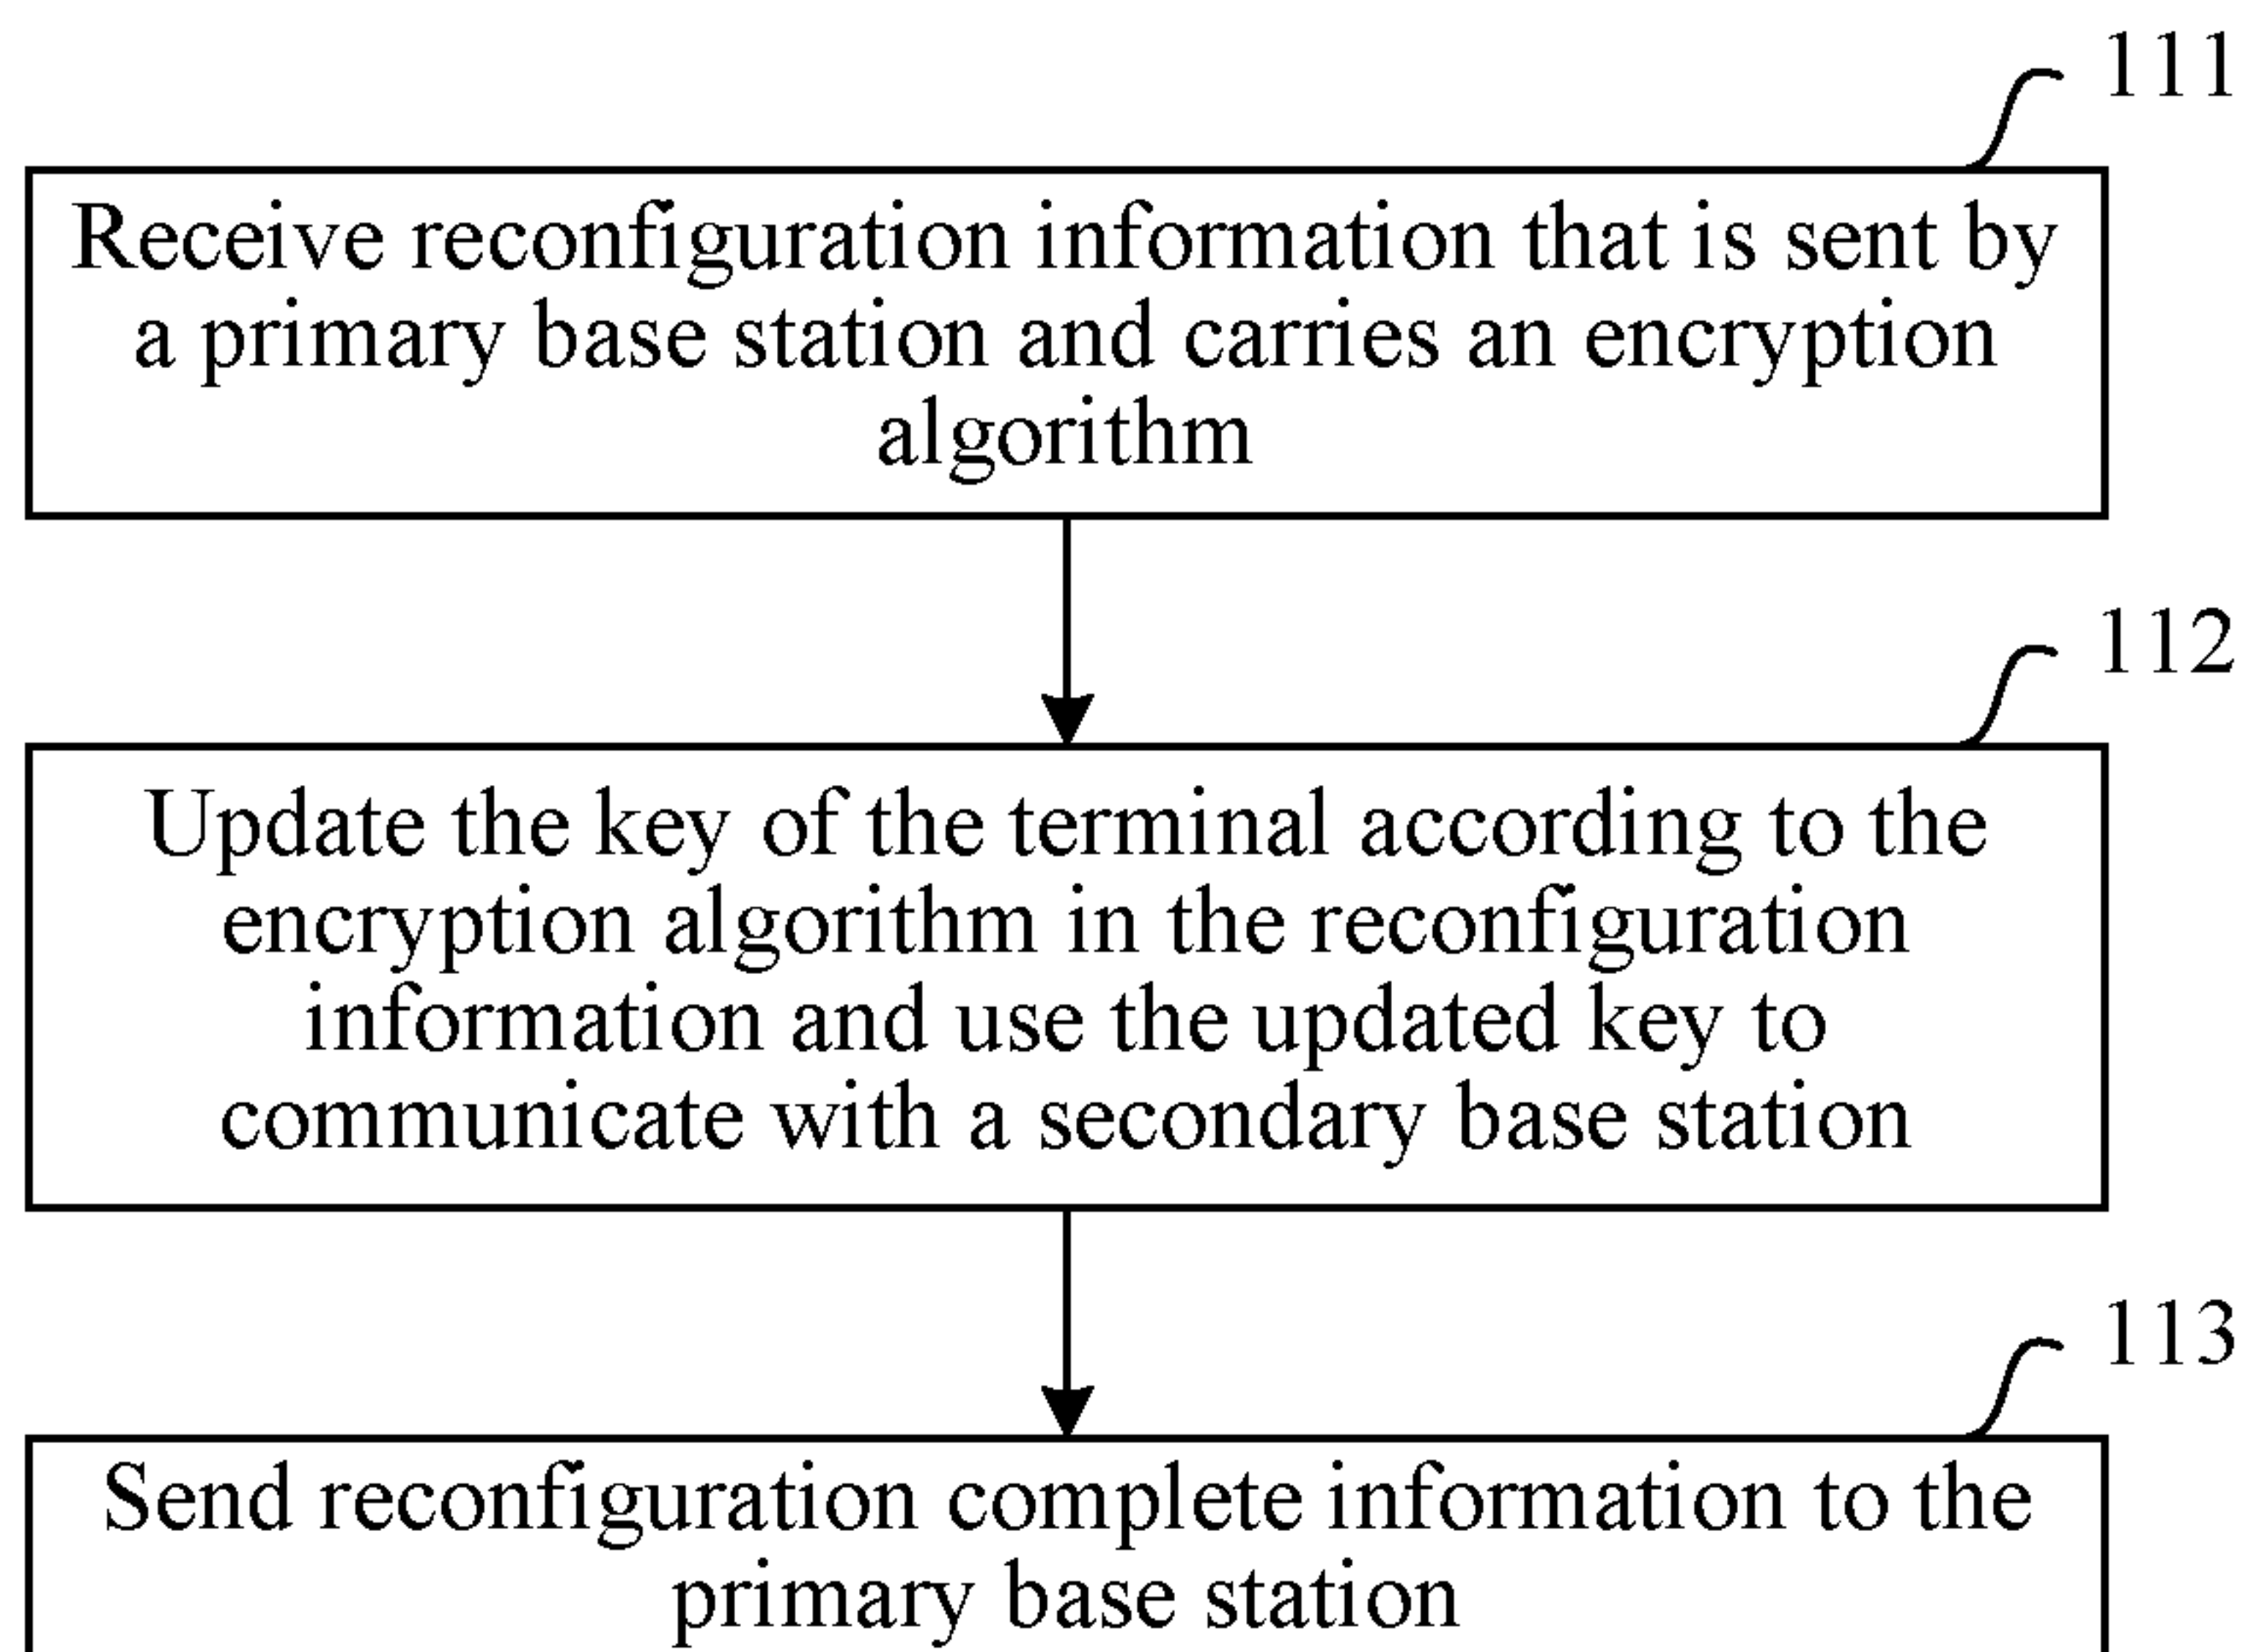 111
Receive reconfiguration information that is sent by
a primary base station and carries an encryption
algorithm
112
Update the key of the terminal according to the
encryption algorithm in the reconfiguration
information and use the updated key to
communicate with a secondary base station
113
Send reconfiguration complete information to the
primary base station